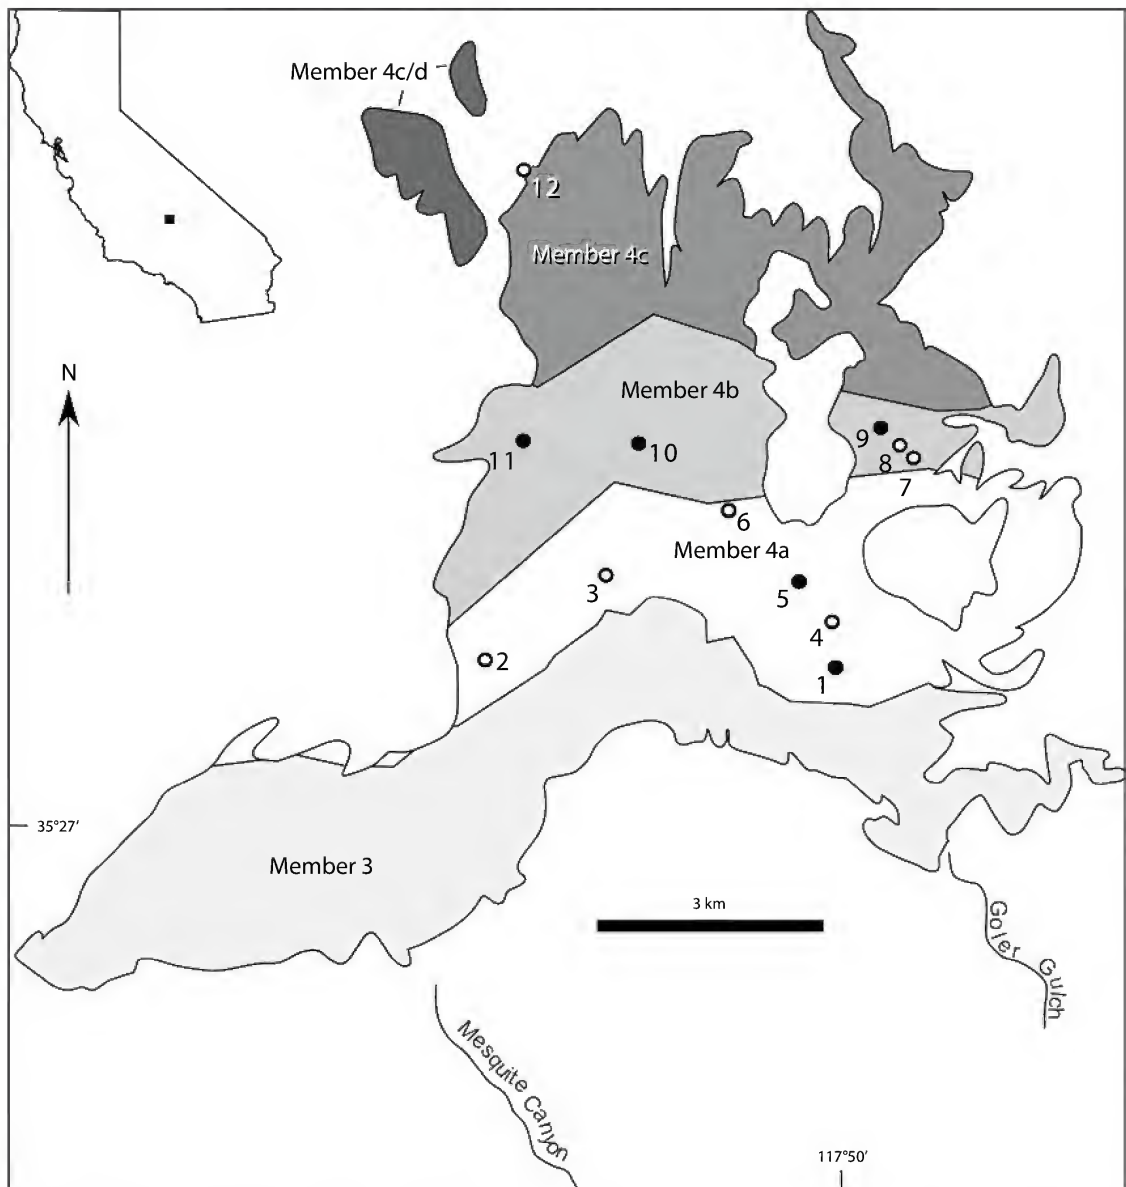 Member 4c/d
12
Member 4c
N
Member 4b
9
11
10
8
7
6
Member 4a
3
5
4
2
1
35°27'
Member 3
3 km
Goler Gulch
Mesquite Canyon
117°50'